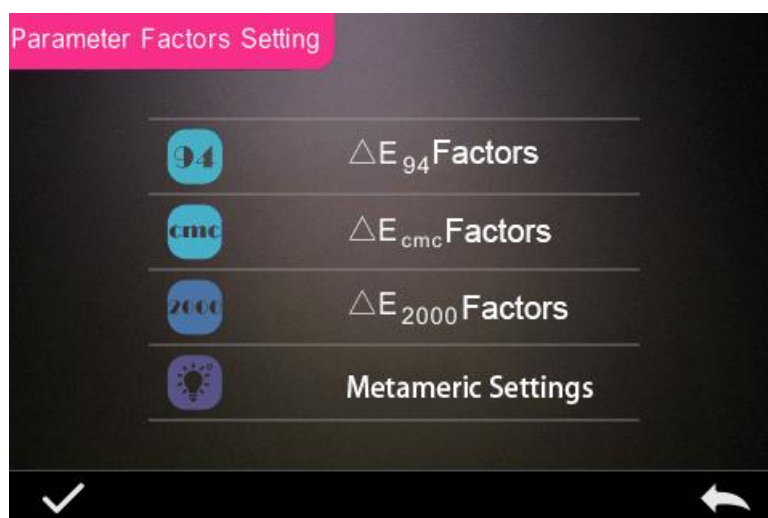 Parameter Factors Setting
94 △E94Factors
cmc △EcmcFactors
2000 △E2000Factors
Metameric Settings